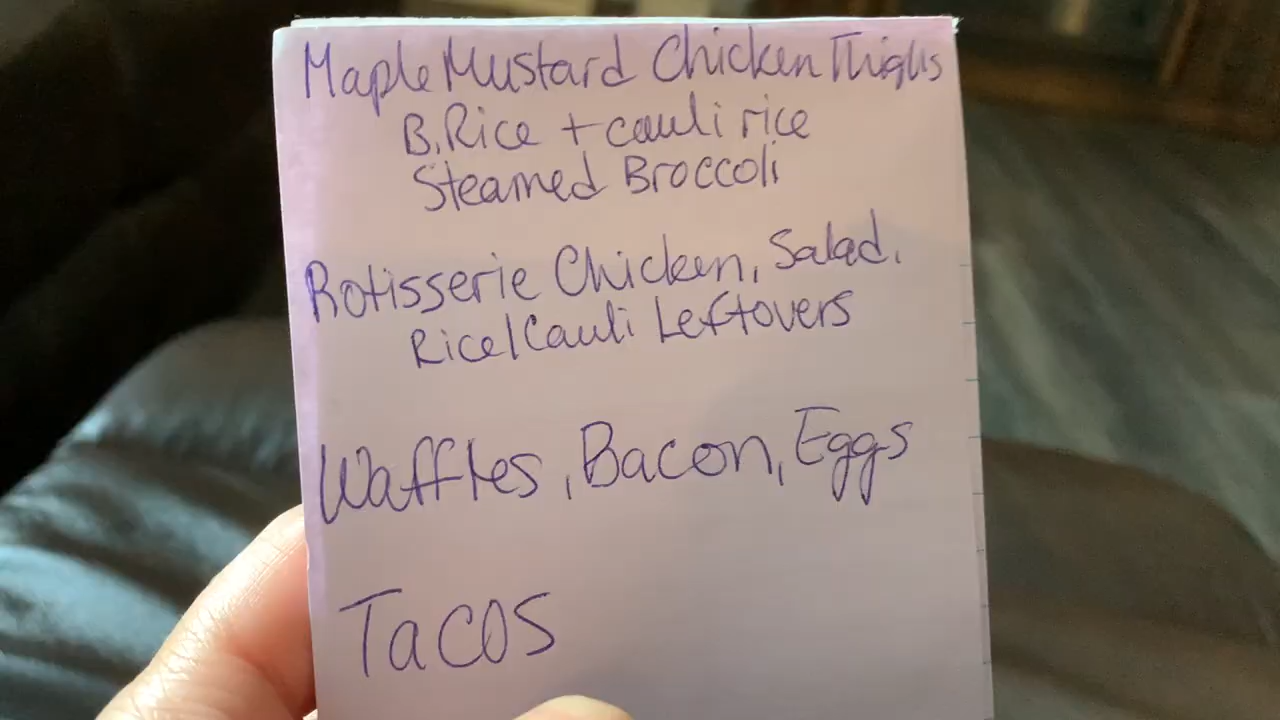 Maple Mustard Chicken Thighs
B. Rice + cauli rice
Steamed Broccoli
Rotisserie Chicken, Salad,
Rice/Cauli Leftovers
Waffles, Bacon, Eggs
Tacos